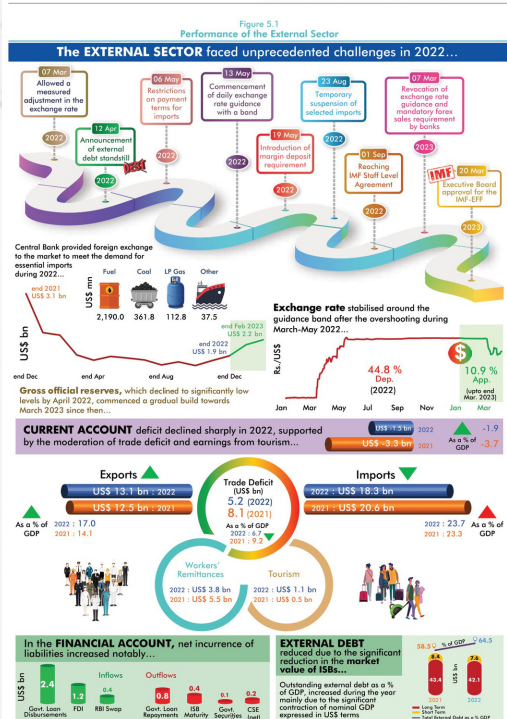 Figure 5.1
Performance of the External Sector
The EXTERNAL SECTOR faced unprecedented challenges in 2022...
07 Mar
Allowed a
measured
adjustment in the
exchange rate
2022
12 Apr
Announcement
of external
debt standstill
DEBT
2022
06 May
Restrictions
on payment
terms for
imports
2022
13 May
Commencement
of daily exchange
rate guidance
with a band
2022
19 May
Introduction of
margin deposit
requirement
2022
23 Aug
Temporary
suspension of
selected imports
2022
01 Sep
Reaching
IMF Staff Level
Agreement
2022
07 Mar
Revocation of
exchange rate
guidance and
mandatory forex
sales requirement
by banks
2023
IMF
20 Mar
Executive Board
approval for the
IMF-EFF
2023
Central Bank provided foreign exchange
to the market to meet the demand for
essential imports
during 2022...
US$ mn
Fuel
Coal
LP Gas
Other
2,190.0
361.8
112.8
37.5
end 2021
US$ 3.1 bn
US$ bn
end Feb 2023
US$ 2.2 bn
end 2022
US$ 1.9 bn
end Dec
end Apr
end Aug
end Dec
Gross official reserves, which declined to significantly low
levels by April 2022, commenced a gradual build towards
March 2023 since then...
Exchange rate stabilised around the
guidance band after the overshooting during
March-May 2022...
Rs./US$
44.8 %
Dep.
(2022)
$
10.9 %
App.
(upto end
Mar. 2023)
Jan
Mar
May
Jul
Sep
Nov
Jan
Mar
CURRENT ACCOUNT deficit declined sharply in 2022, supported
by the moderation of trade deficit and earnings from tourism...
US$ -1.5 bn 2022
US$ -3.3 bn 2021
As a % of
GDP
-1.9
-3.7
Exports
US$ 13.1 bn : 2022
US$ 12.5 bn : 2021
As a % of
GDP
2022 : 17.0
2021 : 14.1
Trade Deficit
(US$ bn)
5.2 (2022)
8.1 (2021)
As a % of GDP
2022 : 6.7
2021 : 9.2
Imports
2022 : US$ 18.3 bn
2021 : US$ 20.6 bn
2022 : 23.7
2021 : 23.3
As a % of
GDP
Workers'
Remittances
2022 : US$ 3.8 bn
2021 : US$ 5.5 bn
Tourism
2022 : US$ 1.1 bn
2021 : US$ 0.5 bn
In the FINANCIAL ACCOUNT, net incurrence of
liabilities increased notably...
US$ bn
Inflows
2.4
1.2
0.4
Govt. Loan
Disbursements
FDI
RBI Swap
Outflows
0.8
0.4
0.1
0.2
Govt. Loan
Repayments
ISB
Maturity
Govt.
Securities
CSE
(net)
EXTERNAL DEBT
reduced due to the significant
reduction in the market
value of ISBs...
Outstanding external debt as a %
of GDP, increased during the year
mainly due to the significant
contraction of nominal GDP
expressed in US$ terms
58.5
% of GDP
64.5
US$ bn
8.4
43.4
2021
7.6
42.1
2022
Long Term
Short Term
Total External Debt as a % GDP